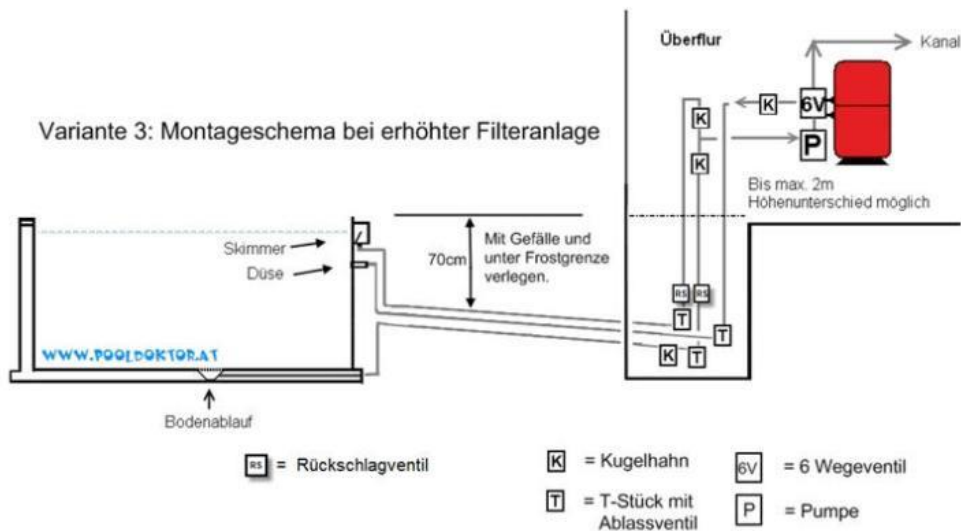 Überflur
Kanal
K
6V
Variante 3: Montageschema bei erhöhter Filteranlage
K
P
K
Bis max. 2m
Höhenunterschied möglich
Skimmer
Düse
70cm
Mit Gefälle und
unter Frostgrenze
verlegen.
RS RS
T
T
K T
WWW.POOLDOKTOR.AT
Bodenablauf
RS = Rückschlagventil
K = Kugelhahn
6V = 6 Wegeventil
T = T-Stück mit
Ablassventil
P = Pumpe